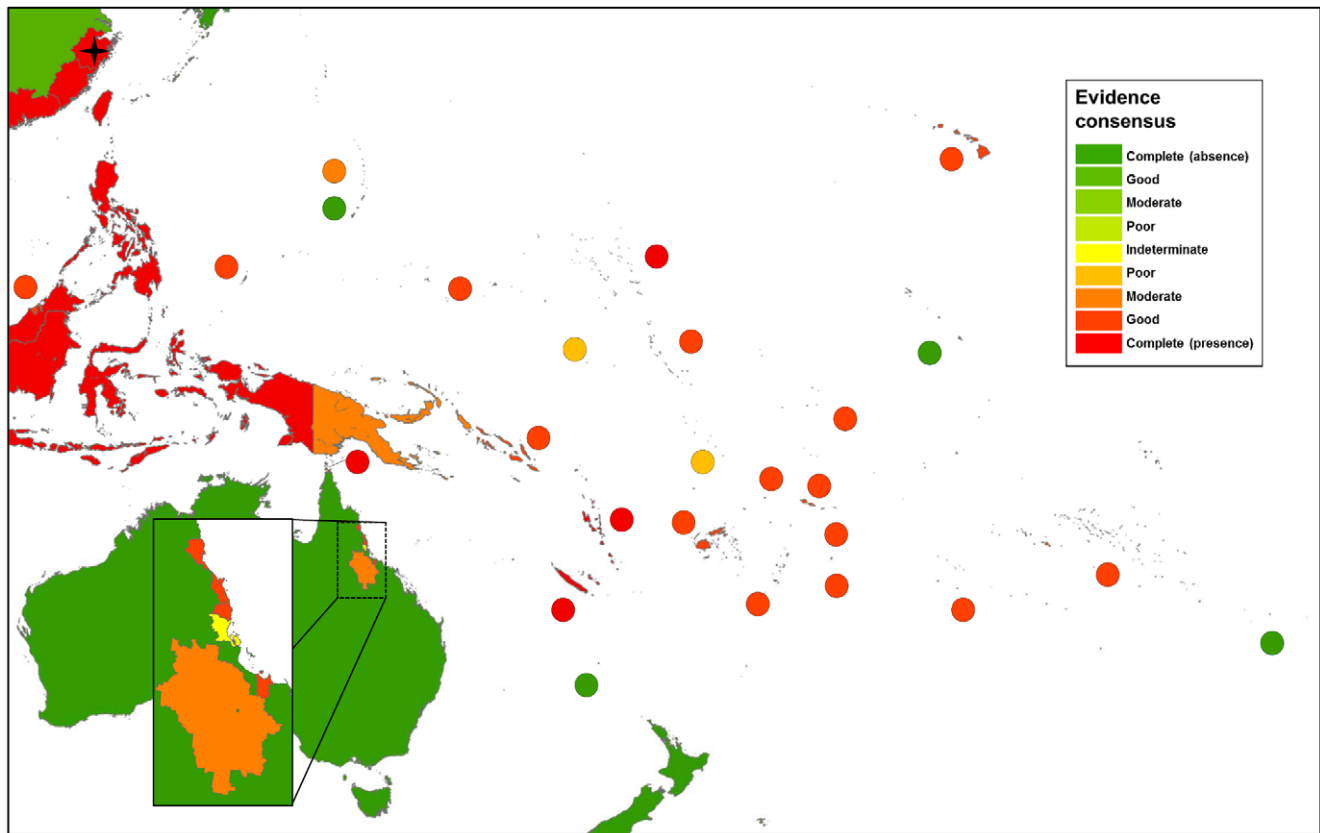 Evidence
consensus
Complete (absence)
Good
Moderate
Poor
Indeterminate
Poor
Moderate
Good
Complete (presence)